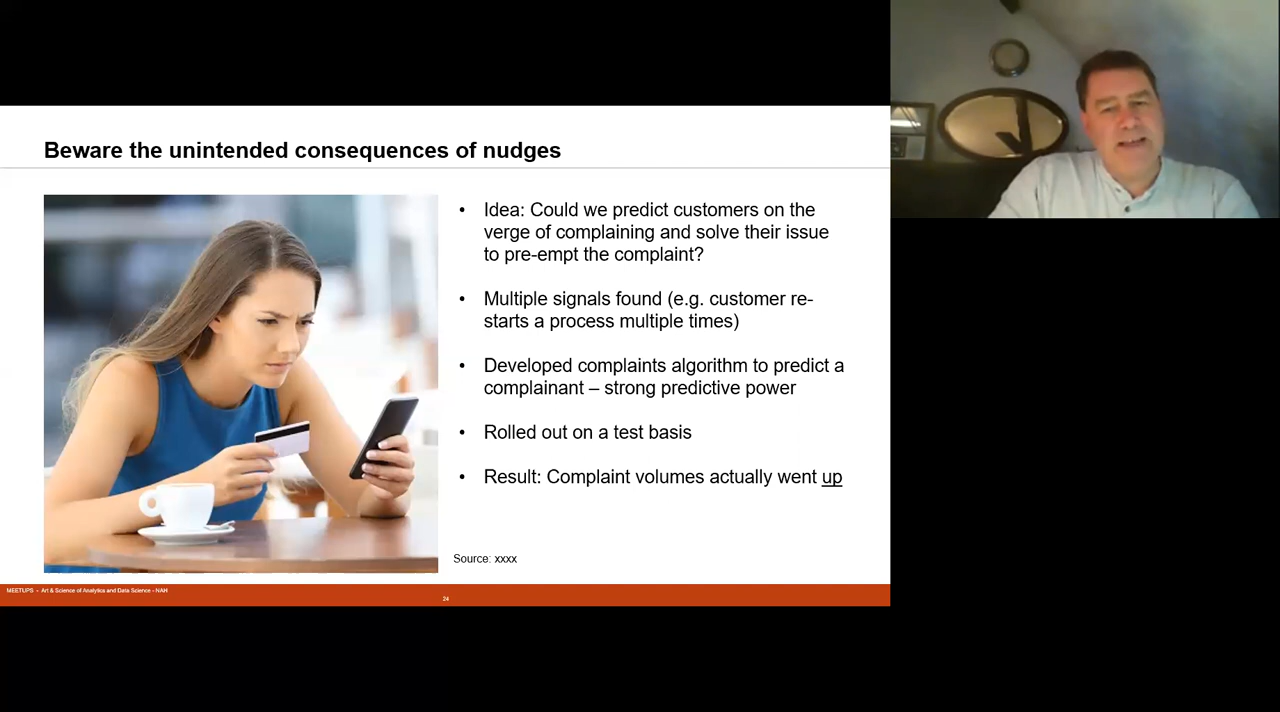 Beware the unintended consequences of nudges
• Idea: Could we predict customers on the
verge of complaining and solve their issue
to pre-empt the complaint?
• Multiple signals found (e.g. customer re-
starts a process multiple times)
• Developed complaints algorithm to predict a
complainant – strong predictive power
• Rolled out on a test basis
• Result: Complaint volumes actually went up
Source: xxxx
MEETUPS - Art & Science of Analytics and Data Science - NAH
24